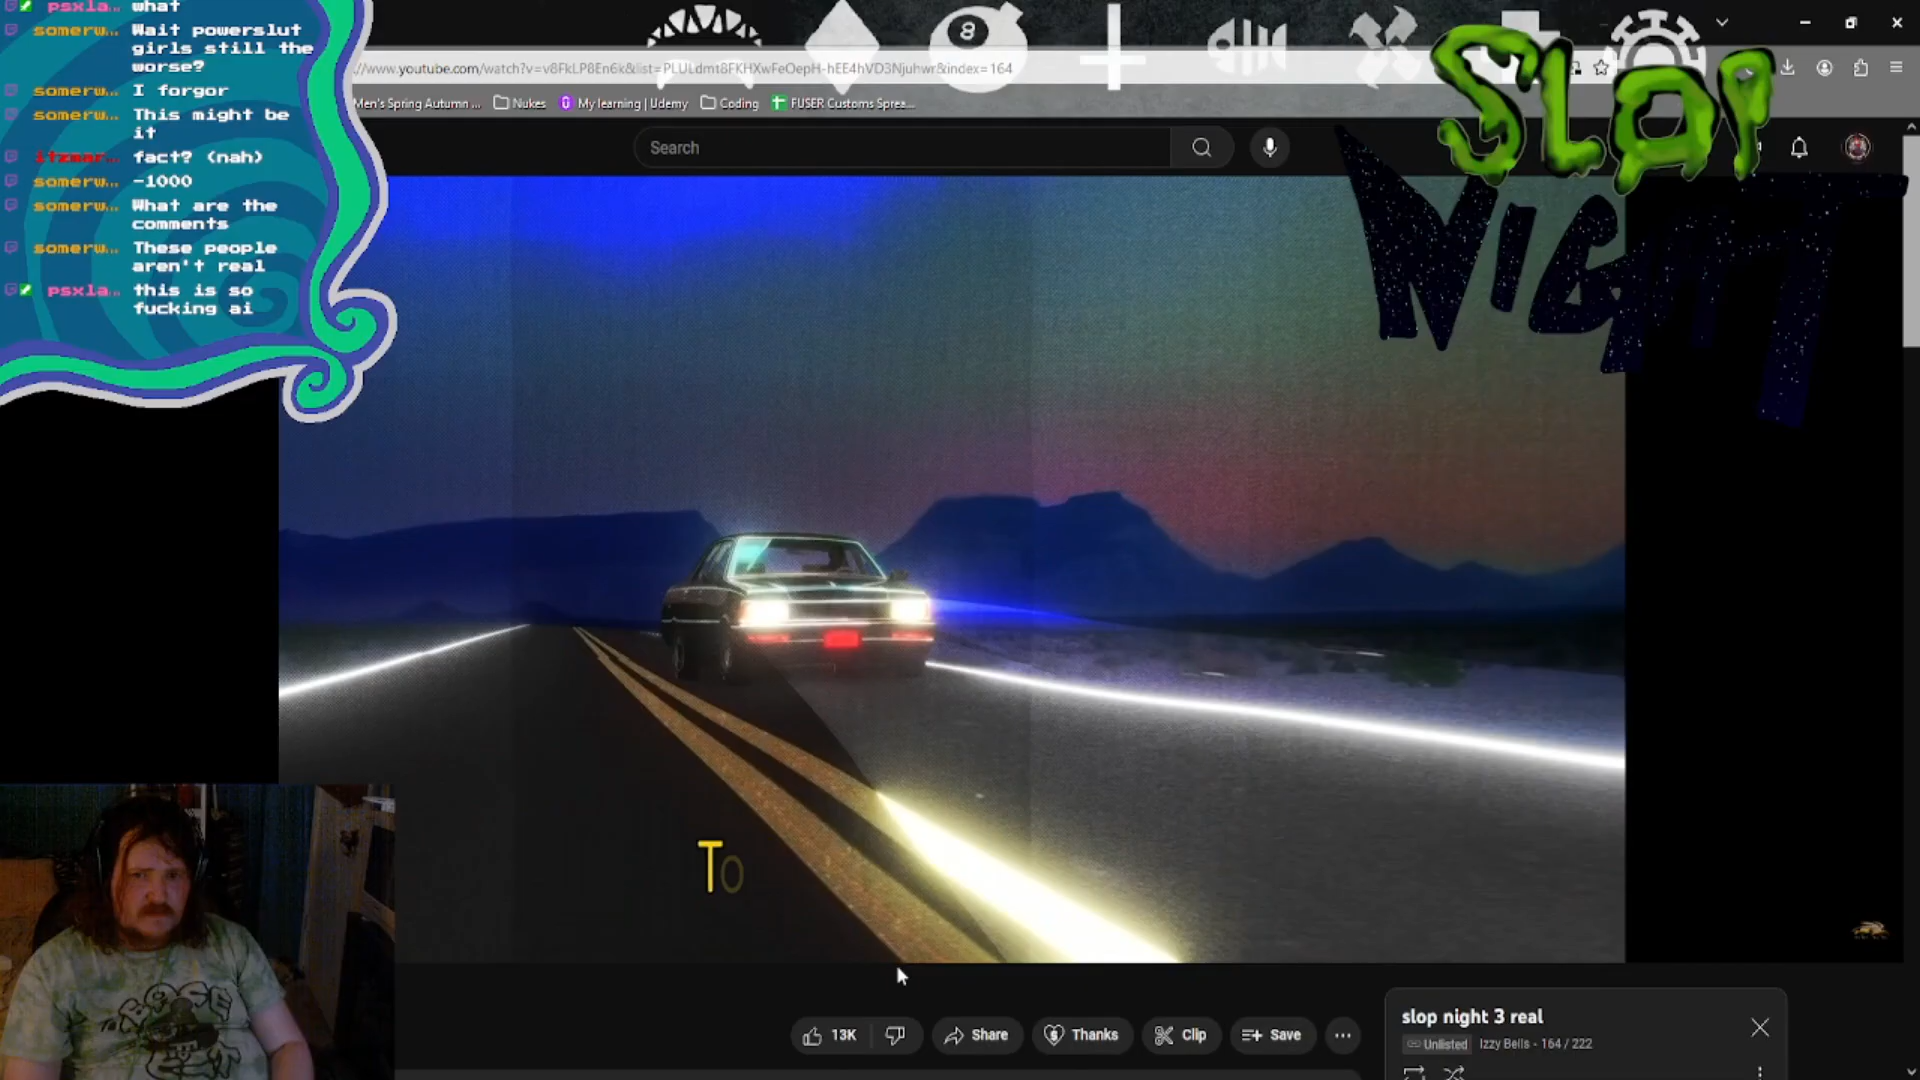 psxla… what
somerw… Wait powerslut
girls still the
worse?
somerw… I forgor
somerw… This might be
it
itzmar… fact? (nah)
somerw… -1000
somerw… What are the
comments
somerw… These people
aren't real
psxla… this is so
fucking ai
8
://www.youtube.com/watch?v=v8FkLP8En6k&list=PLULdmt8FKHXwFeOepH-hEE4hVD3Njuhwr&index=164
Men's Spring Autumn ...
Nukes
My learning | Udemy
Coding
FUSER Customs Sprea...
Search
SLOP
NIGHT
To
13K
Share
Thanks
Clip
Save
slop night 3 real
Unlisted
Izzy Bells - 164 / 222